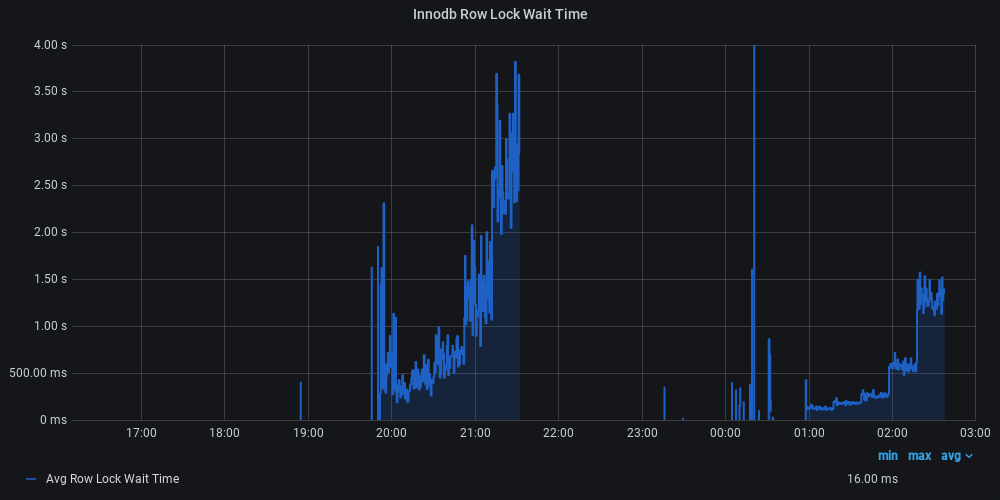 Innodb Row Lock Wait Time
4.00 s
3.50 s
3.00 s
2.50 s
2.00 s
1.50 s
1.00 s
500.00 ms
0 ms
17:00 18:00 19:00 20:00 21:00 22:00 23:00 00:00 01:00 02:00 03:00
min max avg
Avg Row Lock Wait Time 16.00 ms